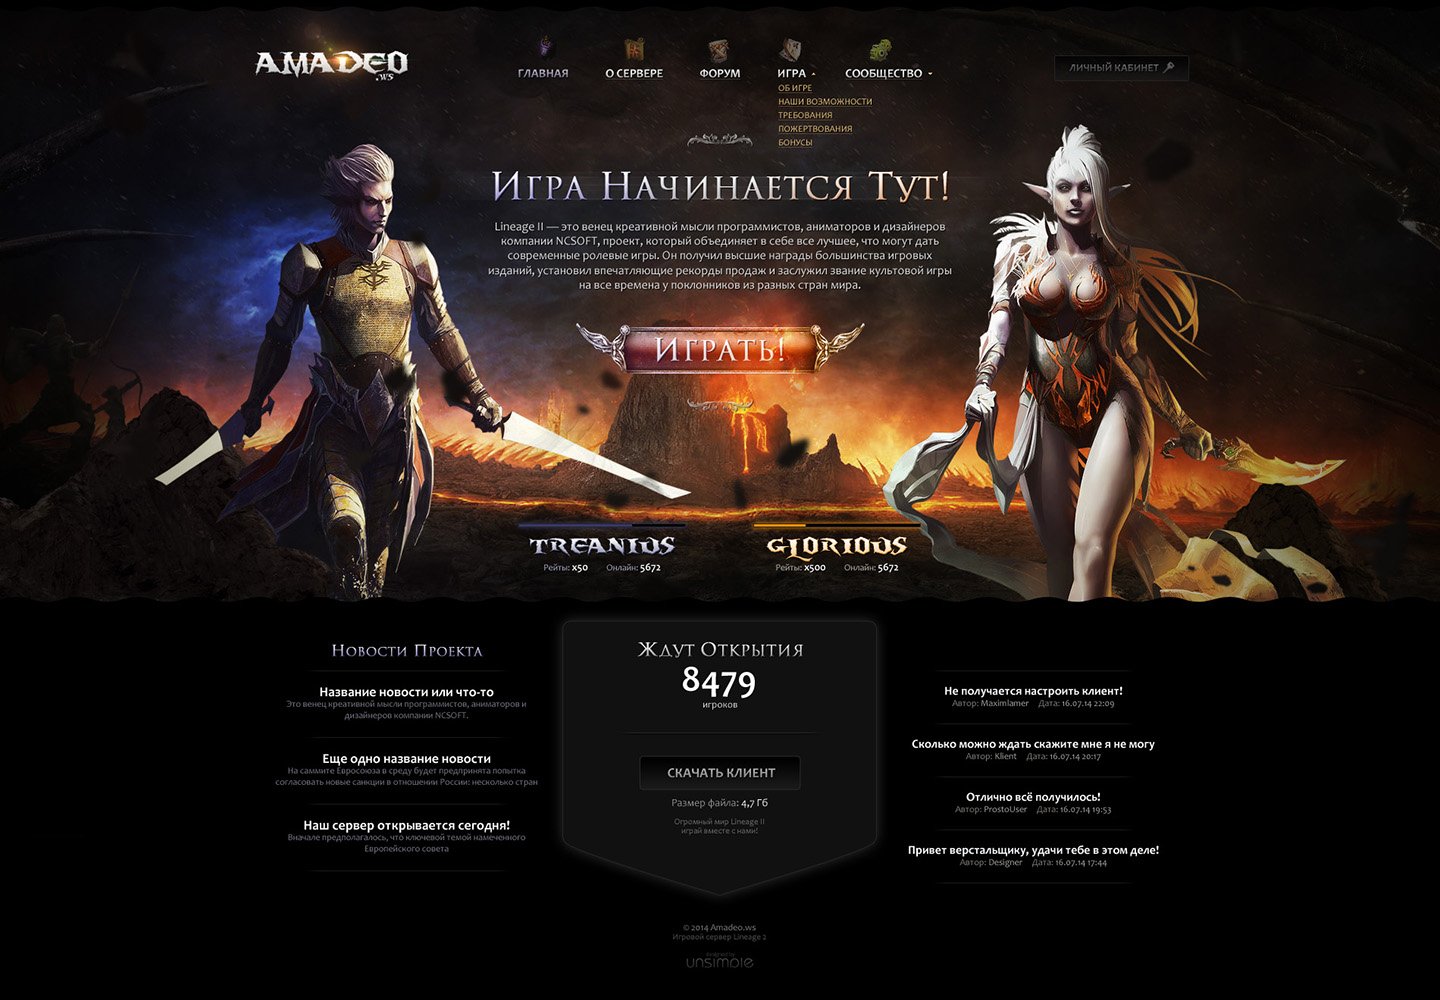 AMADEO
.WS
ГЛАВНАЯ
О СЕРВЕРЕ
ФОРУМ
ИГРА
СООБЩЕСТВО
ЛИЧНЫЙ КАБИНЕТ
ОБ ИГРЕ
НАШИ ВОЗМОЖНОСТИ
ТРЕБОВАНИЯ
ПОЖЕРТВОВАНИЯ
БОНУСЫ
Игра Начинается Тут!
Lineage II — это венец креативной мысли программистов, аниматоров и дизайнеров
компании NCSOFT, проект, который объединяет в себе все лучшее, что могут дать
современные ролевые игры. Он получил высшие награды большинства игровых
изданий, установил впечатляющие рекорды продаж и заслужил звание культовой игры
на все времена у поклонников из разных стран мира.
Играть!
TREANIUS
Рейты: x50 Онлайн: 5672
GLORIOUS
Рейты: x500 Онлайн: 5672
Новости Проекта
Название новости или что-то
Это венец креативной мысли программистов, аниматоров и
дизайнеров компании NCSOFT.
Еще одно название новости
На саммите Евросоюза в среду будет предпринята попытка
согласовать новые санкции в отношении России: несколько стран
Наш сервер открывается сегодня!
Вначале предполагалось, что ключевой темой намеченного
Европейского совета
Ждут Открытия
8479
игроков
СКАЧАТЬ КЛИЕНТ
Размер файла: 4,7 Гб
Огромный мир Lineage II
играй вместе с нами!
Не получается настроить клиент!
Автор: Maximlamer Дата: 16.07.14 22:09
Сколько можно ждать скажите мне я не могу
Автор: Klient Дата: 16.07.14 20:17
Отлично всё получилось!
Автор: ProstoUser Дата: 16.07.14 19:53
Привет верстальщику, удачи тебе в этом деле!
Автор: Designer Дата: 16.07.14 17:44
© 2014 Amadeo.ws
Игровой сервер Lineage 2
designed by
unsimple